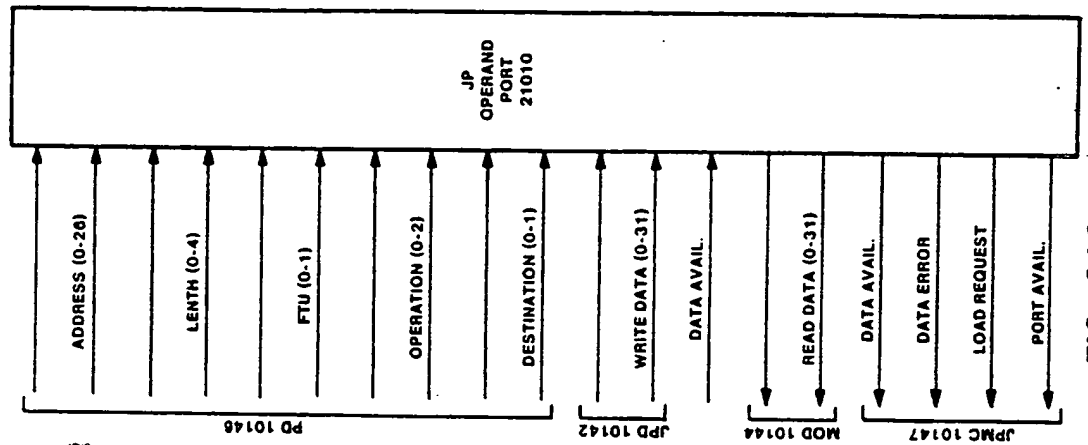 JP
OPERAND
PORT
21010
ADDRESS (0-26)
LENTH (0-4)
FTU (0-1)
OPERATION (0-2)
DESTINATION (0-1)
WRITE DATA (0-31)
DATA AVAIL.
READ DATA (0-31)
DATA AVAIL.
DATA ERROR
LOAD REQUEST
PORT AVAIL.
PD 10146
JPD 10142
MOD 10144
JPMC 10147